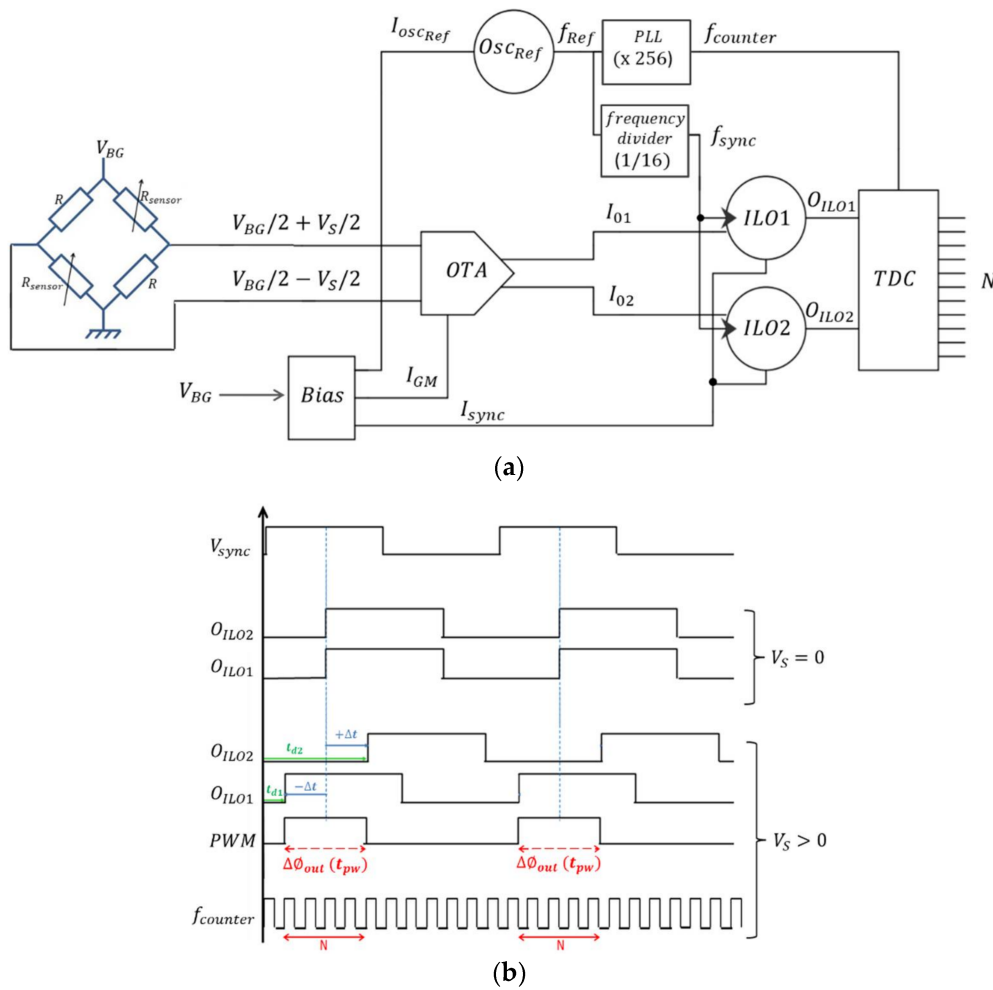 I_oscRef
Osc_Ref
f_Ref
PLL
(x 256)
f_counter
frequency
divider
(1/16)
f_sync
V_BG
R
R_sensor
R_sensor
R
V_BG/2 + V_S/2
V_BG/2 − V_S/2
OTA
I_01
I_02
ILO1
ILO2
O_ILO1
O_ILO2
TDC
N
V_BG
Bias
I_GM
I_sync
(a)
V_sync
O_ILO2
O_ILO1
V_S = 0
O_ILO2
t_d2
+Δt
O_ILO1
t_d1
−Δt
PWM
ΔØ_out (t_pw)
ΔØ_out (t_pw)
V_S > 0
f_counter
N
N
(b)